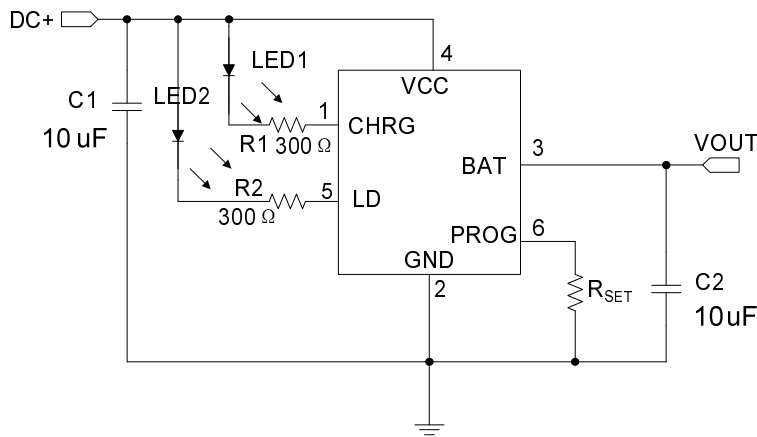 DC+
LED1
4
VCC
C1
10 uF
LED2
1
CHRG
R1 300 Ω
3
VOUT
BAT
R2
300 Ω
5
LD
6
PROG
GND
2
RSET
C2
10uF